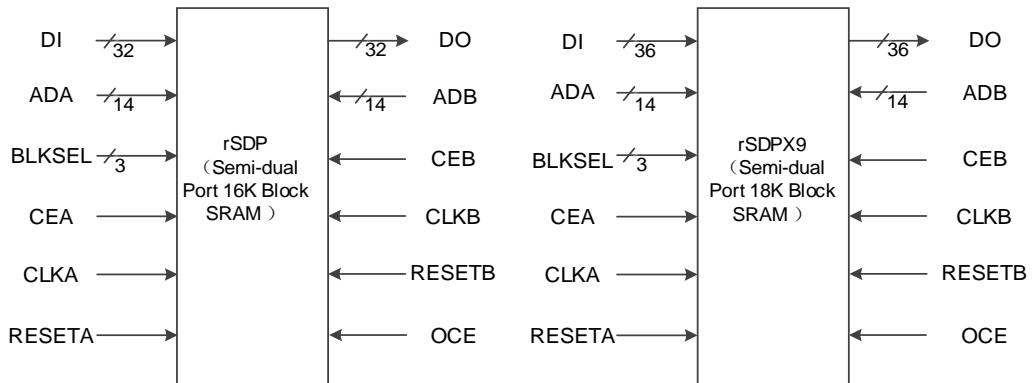 DI
32
ADA
14
BLKSEL
3
CEA
CLKA
RESETA
rSDP
（Semi-dual
Port 16K Block
SRAM ）
32
DO
14
ADB
CEB
CLKB
RESETB
OCE
DI
36
ADA
14
BLKSEL
3
CEA
CLKA
RESETA
rSDPX9
（Semi-dual
Port 18K Block
SRAM ）
36
DO
14
ADB
CEB
CLKB
RESETB
OCE